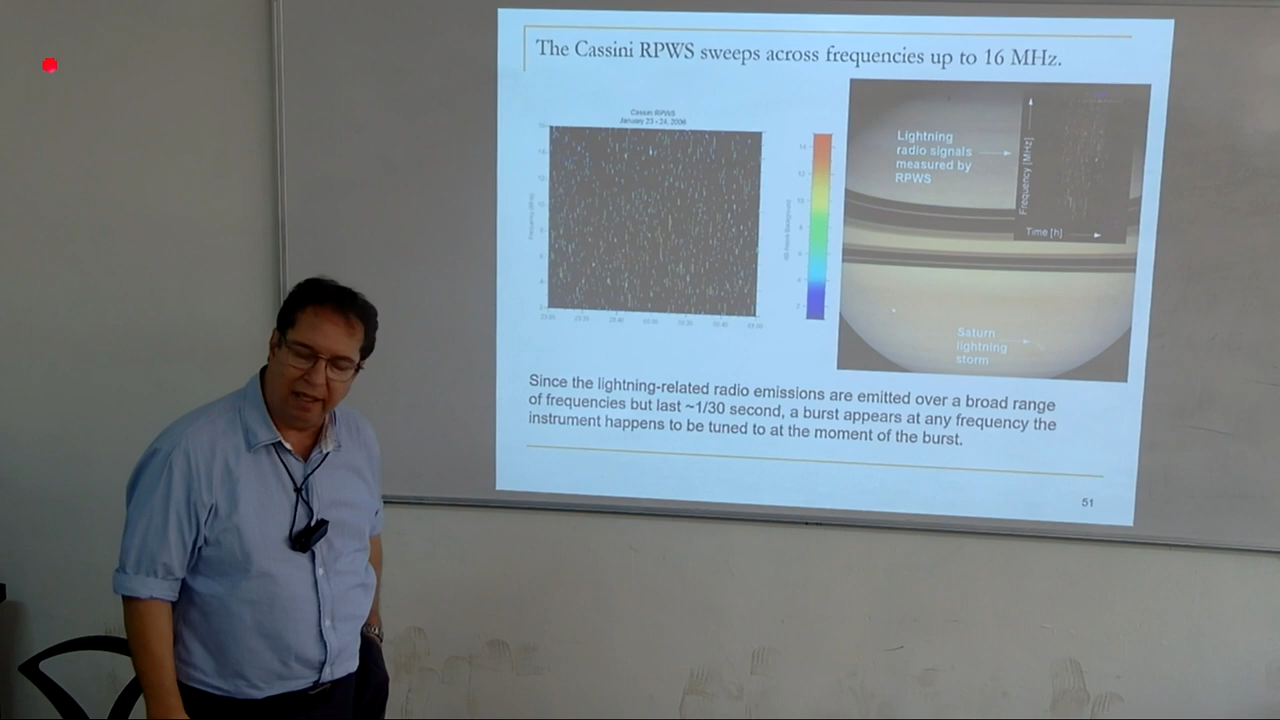 The Cassini RPWS sweeps across frequencies up to 16 MHz.
Cassini RPWS
January 23 - 24, 2006
Frequency (MHz)
Lightning
radio signals
measured by
RPWS
Frequency [MHz]
Time [h]
Saturn
lightning
storm
Since the lightning-related radio emissions are emitted over a broad range
of frequencies but last ~1/30 second, a burst appears at any frequency the
instrument happens to be tuned to at the moment of the burst.
51